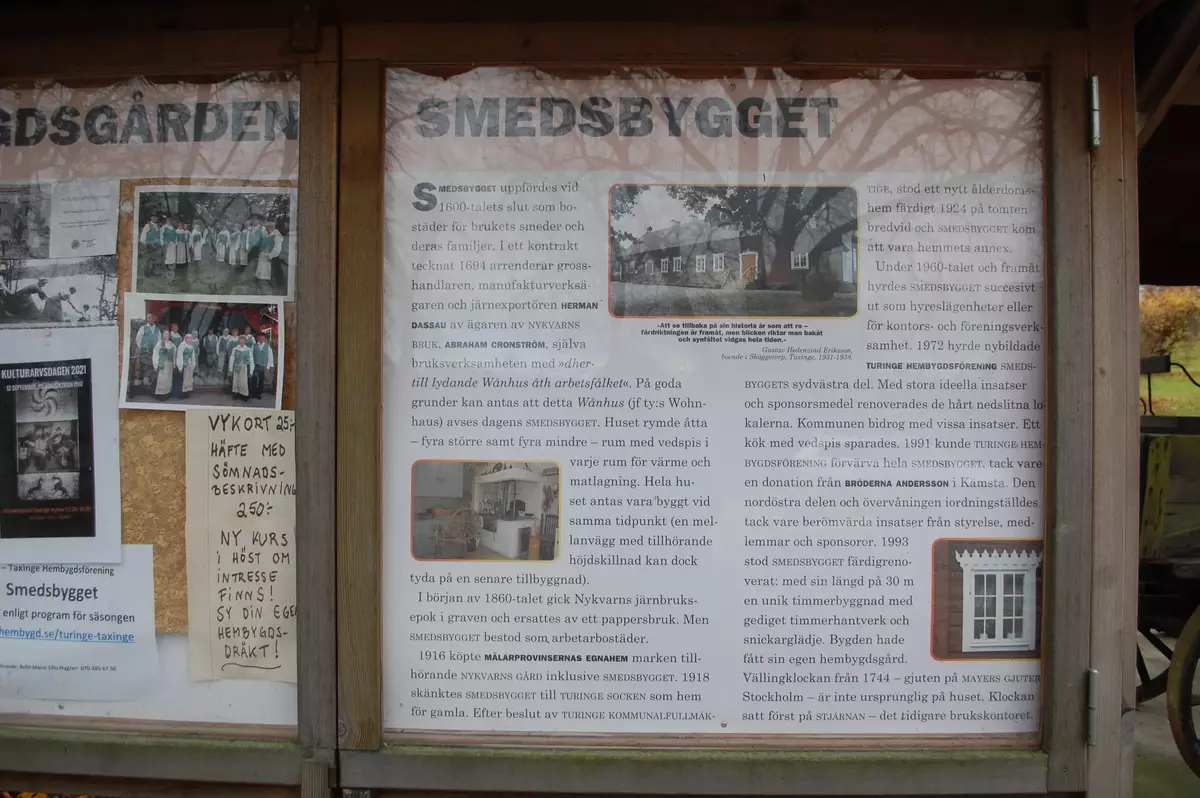 GDSGÅRDEN
KULTURARVSDAGEN 2021
– Taxinge Hembygdsförening
Smedsbygget
enligt program för säsongen
hembygd.se/turinge-taxinge
VYKORT 25:-
HÄFTE MED
SÖMNADS-
BESKRIVNING
250:-
NY KURS
I HÖST OM
INTRESSE
FINNS!
SY DIN EGE
HEMBYGDS-
DRÄKT!
SMEDSBYGGET
SMEDSBYGGET uppfördes vid
1600-talets slut som bo-
städer för brukets smeder och
deras familjer. I ett kontrakt
tecknat 1694 arrenderar gross-
handlaren, manufakturverksä-
garen och järnexportören HERMAN
DASSAU av ägaren av NYKVARNS
BRUK, ABRAHAM CRONSTRÖM, själva
bruksverksamheten med »dher-
till lydande Wånhus åth arbetsfålket«. På goda
grunder kan antas att detta Wånhus (jf ty:s Wohn-
haus) avses dagens SMEDSBYGGET. Huset rymde åtta
– fyra större samt fyra mindre – rum med vedspis i
varje rum för värme och
matlagning. Hela hu-
set antas vara byggt vid
samma tidpunkt (en mel-
lanvägg med tillhörande
höjdskillnad kan dock
tyda på en senare tillbyggnad).
I början av 1860-talet gick Nykvarns järnbruks-
epok i graven och ersattes av ett pappersbruk. Men
SMEDSBYGGET bestod som arbetarbostäder.
1916 köpte MÄLARPROVINSERNAS EGNAHEM marken till-
hörande NYKVARNS GÅRD inklusive SMEDSBYGGET. 1918
skänktes SMEDSBYGGET till TURINGE SOCKEN som hem
för gamla. Efter beslut av TURINGE KOMMUNALFULLMÄK-
»Att se tillbaka på sin historia är som att ro –
färdriktningen är framåt, men blicken riktar man bakåt
och synfältet vidgas hela tiden.»
Gustav Hedenvind Eriksson,
boende i Skäggetorp, Taxinge, 1931-1938.
TIGE, stod ett nytt ålderdoms-
hem färdigt 1924 på tomten
bredvid och SMEDSBYGGET kom
att vara hemmets annex.
Under 1960-talet och framåt
hyrdes SMEDSBYGGET succesivt
ut som hyreslägenheter eller
för kontors- och föreningsverk-
samhet. 1972 hyrde nybildade
TURINGE HEMBYGDSFÖRENING SMEDS-
BYGGETS sydvästra del. Med stora ideella insatser
och sponsorsmedel renoverades de hårt nedslitna lo-
kalerna. Kommunen bidrog med vissa insatser. Ett
kök med vedspis sparades. 1991 kunde TURINGE HEM-
BYGDSFÖRENING förvärva hela SMEDSBYGGET, tack vare
en donation från BRÖDERNA ANDERSSON i Kämsta. Den
nordöstra delen och övervåningen iordningställdes
tack vare berömvärda insatser från styrelse, med-
lemmar och sponsorer. 1993
stod SMEDSBYGGET färdigreno-
verat: med sin längd på 30 m
en unik timmerbyggnad med
gediget timmerhantverk och
snickarglädje. Bygden hade
fått sin egen hembygdsgård.
Vällingklockan från 1744 – gjuten på MAYERS GJUTER
Stockholm – är inte ursprunglig på huset. Klockan
satt först på STJÄRNAN – det tidigare brukskontoret.